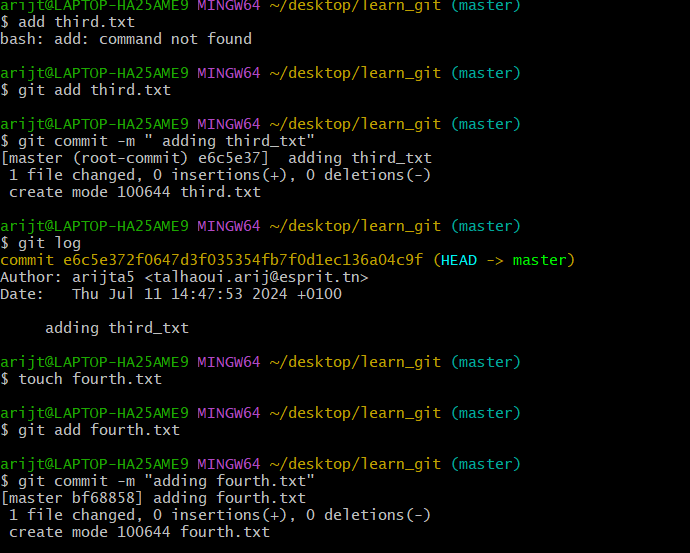 arijt@LAPTOP-HA25AME9 MINGW64 ~/desktop/learn_git (master)
$ add third.txt
bash: add: command not found
arijt@LAPTOP-HA25AME9 MINGW64 ~/desktop/learn_git (master)
$ git add third.txt
arijt@LAPTOP-HA25AME9 MINGW64 ~/desktop/learn_git (master)
$ git commit -m " adding third_txt"
[master (root-commit) e6c5e37]  adding third_txt
 1 file changed, 0 insertions(+), 0 deletions(-)
 create mode 100644 third.txt
arijt@LAPTOP-HA25AME9 MINGW64 ~/desktop/learn_git (master)
$ git log
commit e6c5e372f0647d3f035354fb7f0d1ec136a04c9f (HEAD -> master)
Author: arijta5 <talhaoui.arij@esprit.tn>
Date:   Thu Jul 11 14:47:53 2024 +0100
     adding third_txt
arijt@LAPTOP-HA25AME9 MINGW64 ~/desktop/learn_git (master)
$ touch fourth.txt
arijt@LAPTOP-HA25AME9 MINGW64 ~/desktop/learn_git (master)
$ git add fourth.txt
arijt@LAPTOP-HA25AME9 MINGW64 ~/desktop/learn_git (master)
$ git commit -m "adding fourth.txt"
[master bf68858] adding fourth.txt
 1 file changed, 0 insertions(+), 0 deletions(-)
 create mode 100644 fourth.txt